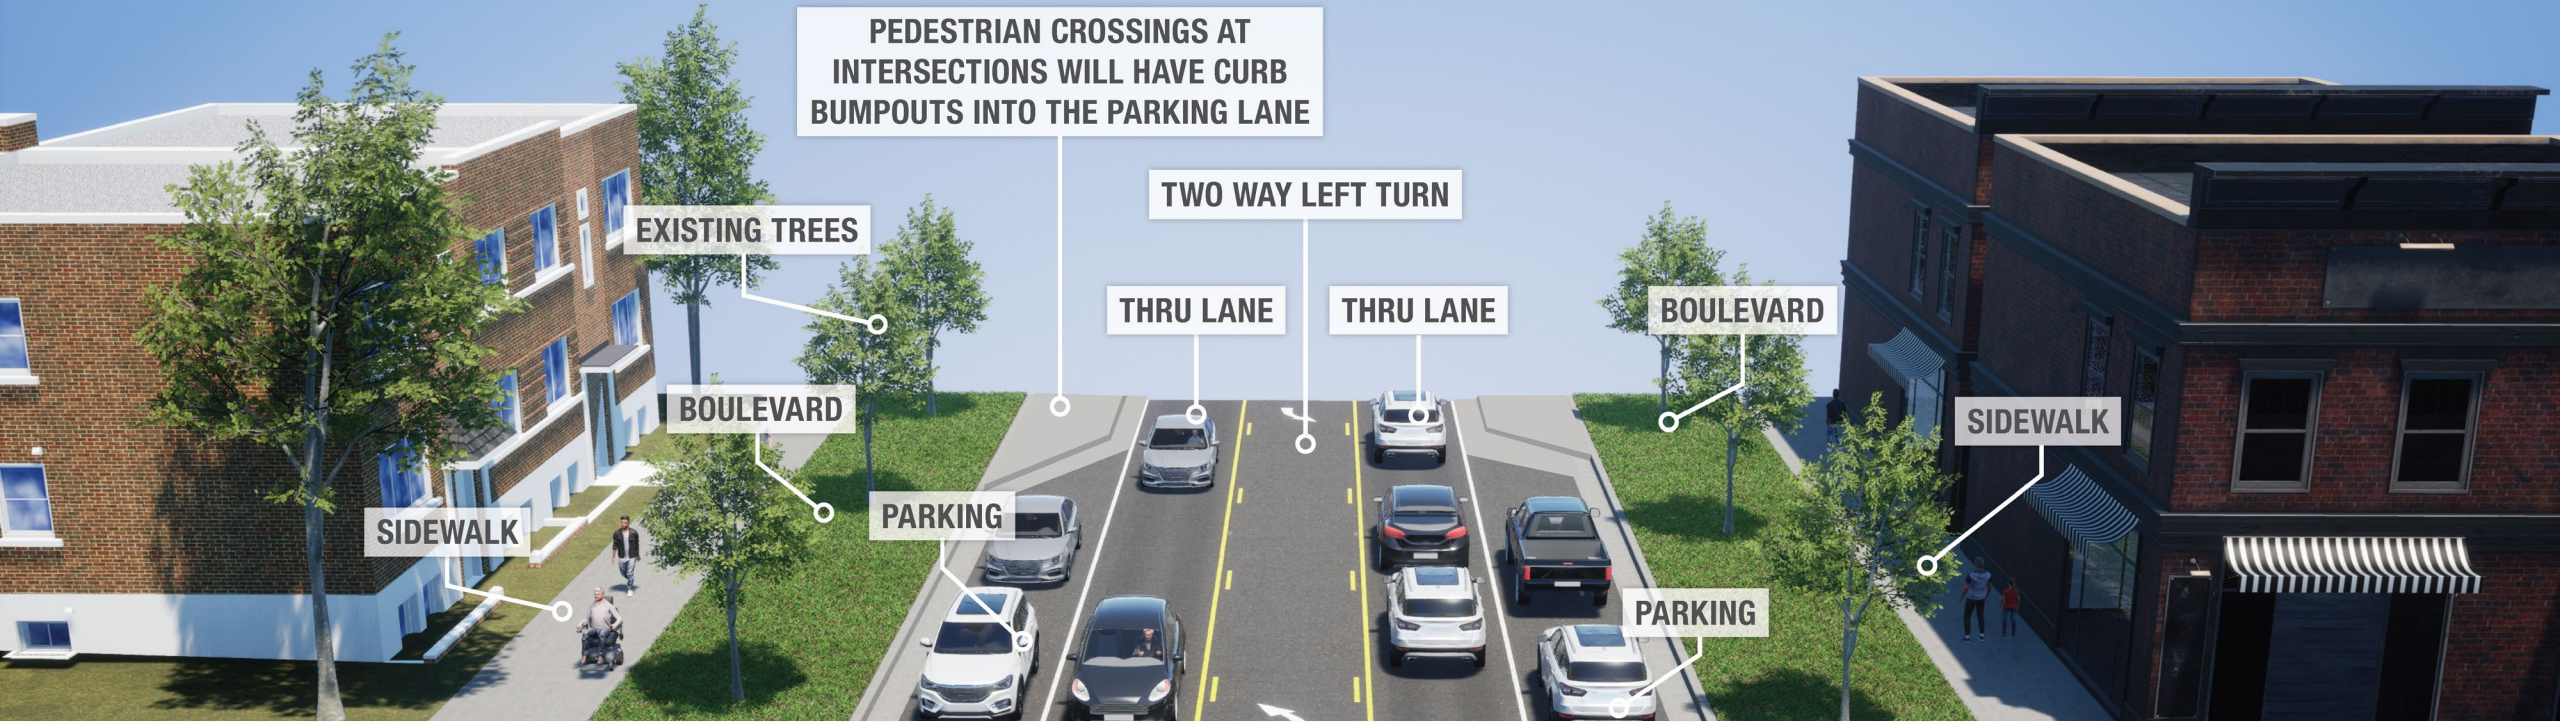 PEDESTRIAN CROSSINGS AT
INTERSECTIONS WILL HAVE CURB
BUMPOUTS INTO THE PARKING LANE
TWO WAY LEFT TURN
EXISTING TREES
THRU LANE
THRU LANE
BOULEVARD
BOULEVARD
SIDEWALK
PARKING
SIDEWALK
PARKING